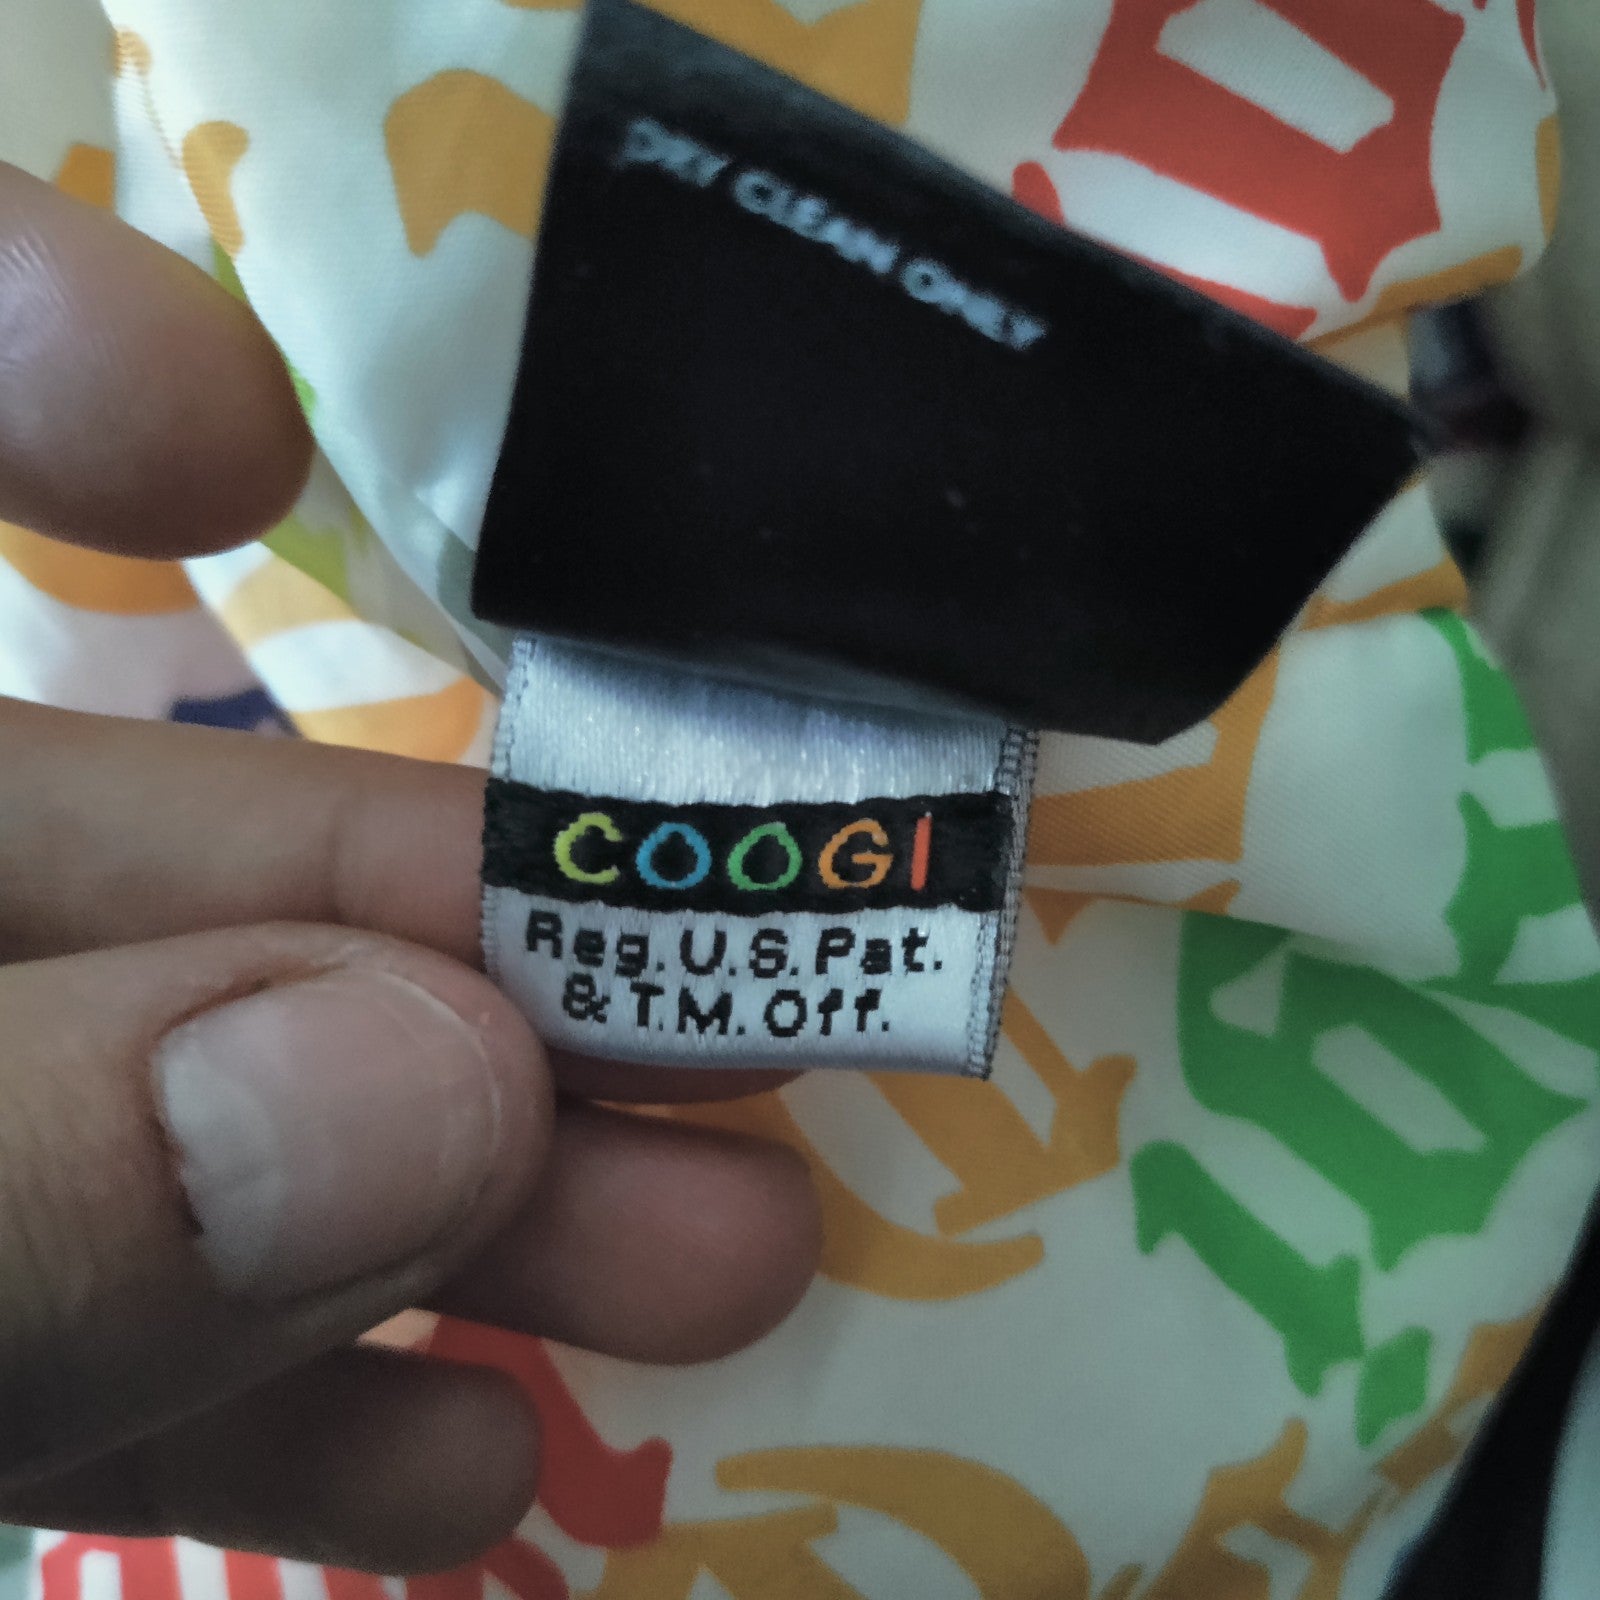 DRY CLEAN ONLY
COOGI
Reg. U.S. Pat.
& T.M. Off.